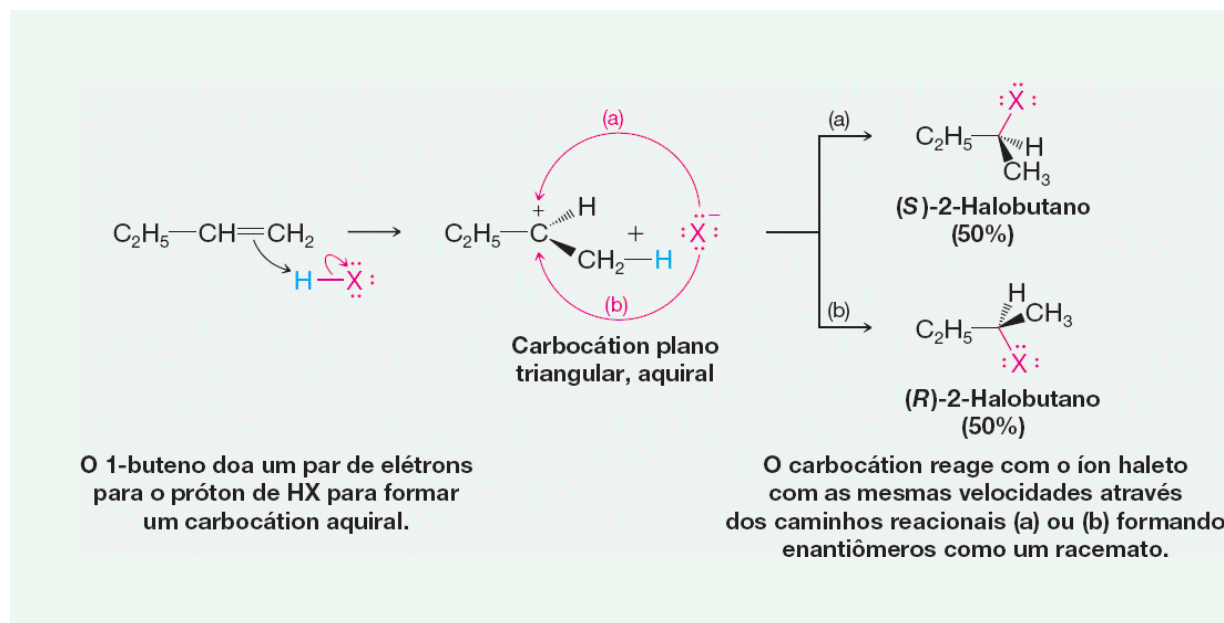 (a)
(a)
:Ẍ:
C₂H₅
H
CH₃
(S)-2-Halobutano
(50%)
C₂H₅—CH=CH₂
H—Ẍ:
C₂H₅—C
+
H
CH₂—H
+
:Ẍ:⁻
(b)
Carbocátion plano
triangular, aquiral
(b)
H
C₂H₅
CH₃
:Ẍ:
(R)-2-Halobutano
(50%)
O 1-buteno doa um par de elétrons
para o próton de HX para formar
um carbocátion aquiral.
O carbocátion reage com o íon haleto
com as mesmas velocidades através
dos caminhos reacionais (a) ou (b) formando
enantiômeros como um racemato.